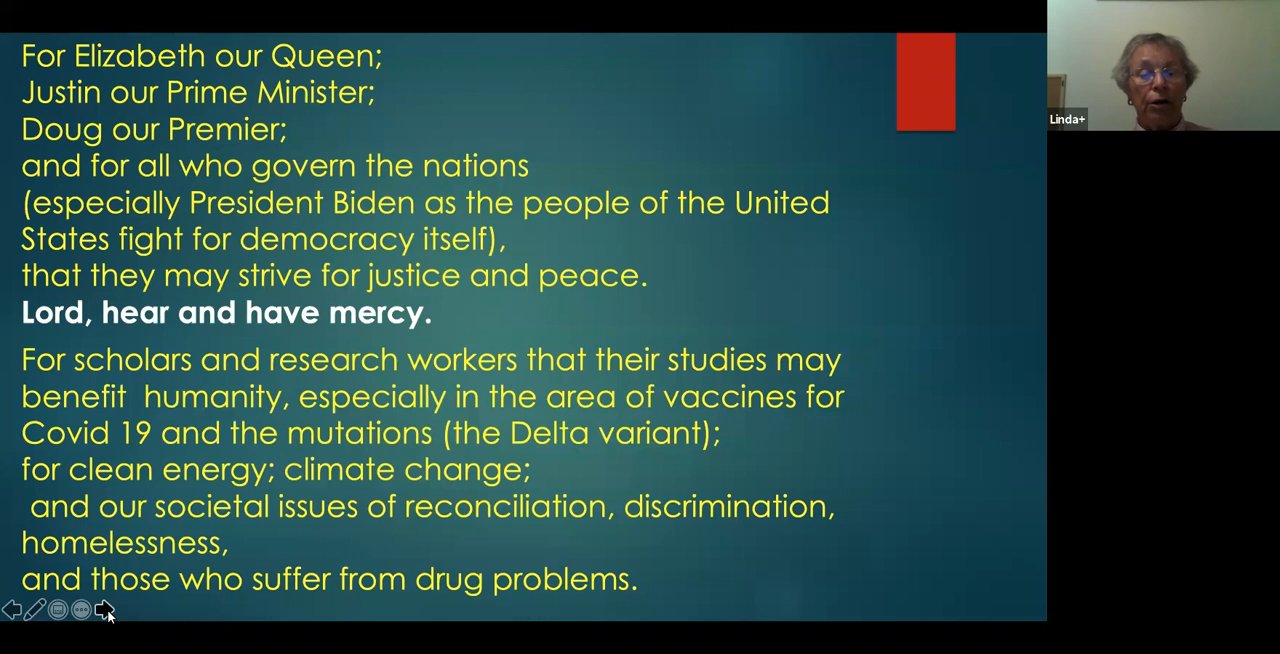 For Elizabeth our Queen;
Justin our Prime Minister;
Doug our Premier;
and for all who govern the nations
(especially President Biden as the people of the United
States fight for democracy itself),
that they may strive for justice and peace.
Lord, hear and have mercy.
For scholars and research workers that their studies may
benefit  humanity, especially in the area of vaccines for
Covid 19 and the mutations (the Delta variant);
for clean energy; climate change;
and our societal issues of reconciliation, discrimination,
homelessness,
and those who suffer from drug problems.
Linda+